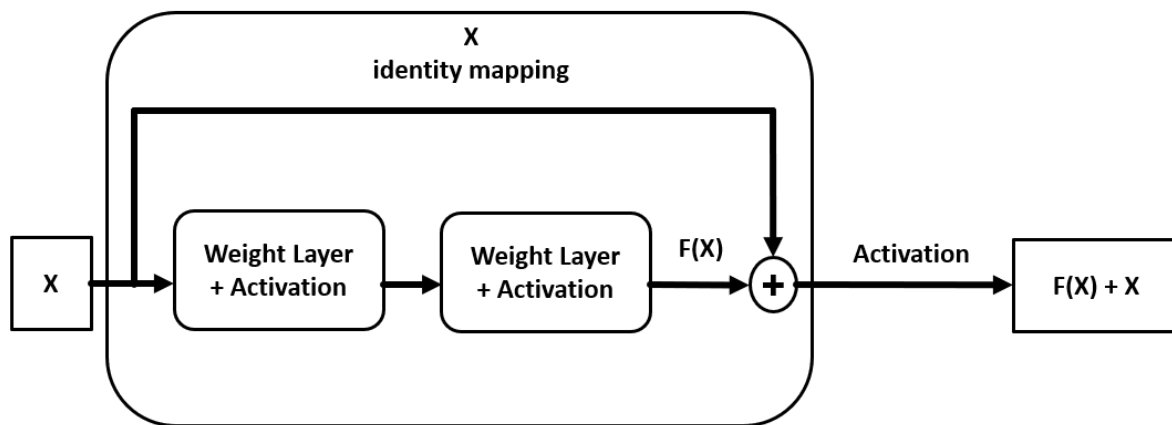 X
identity mapping
X
Weight Layer
+ Activation
Weight Layer
+ Activation
F(X)
+
Activation
F(X) + X